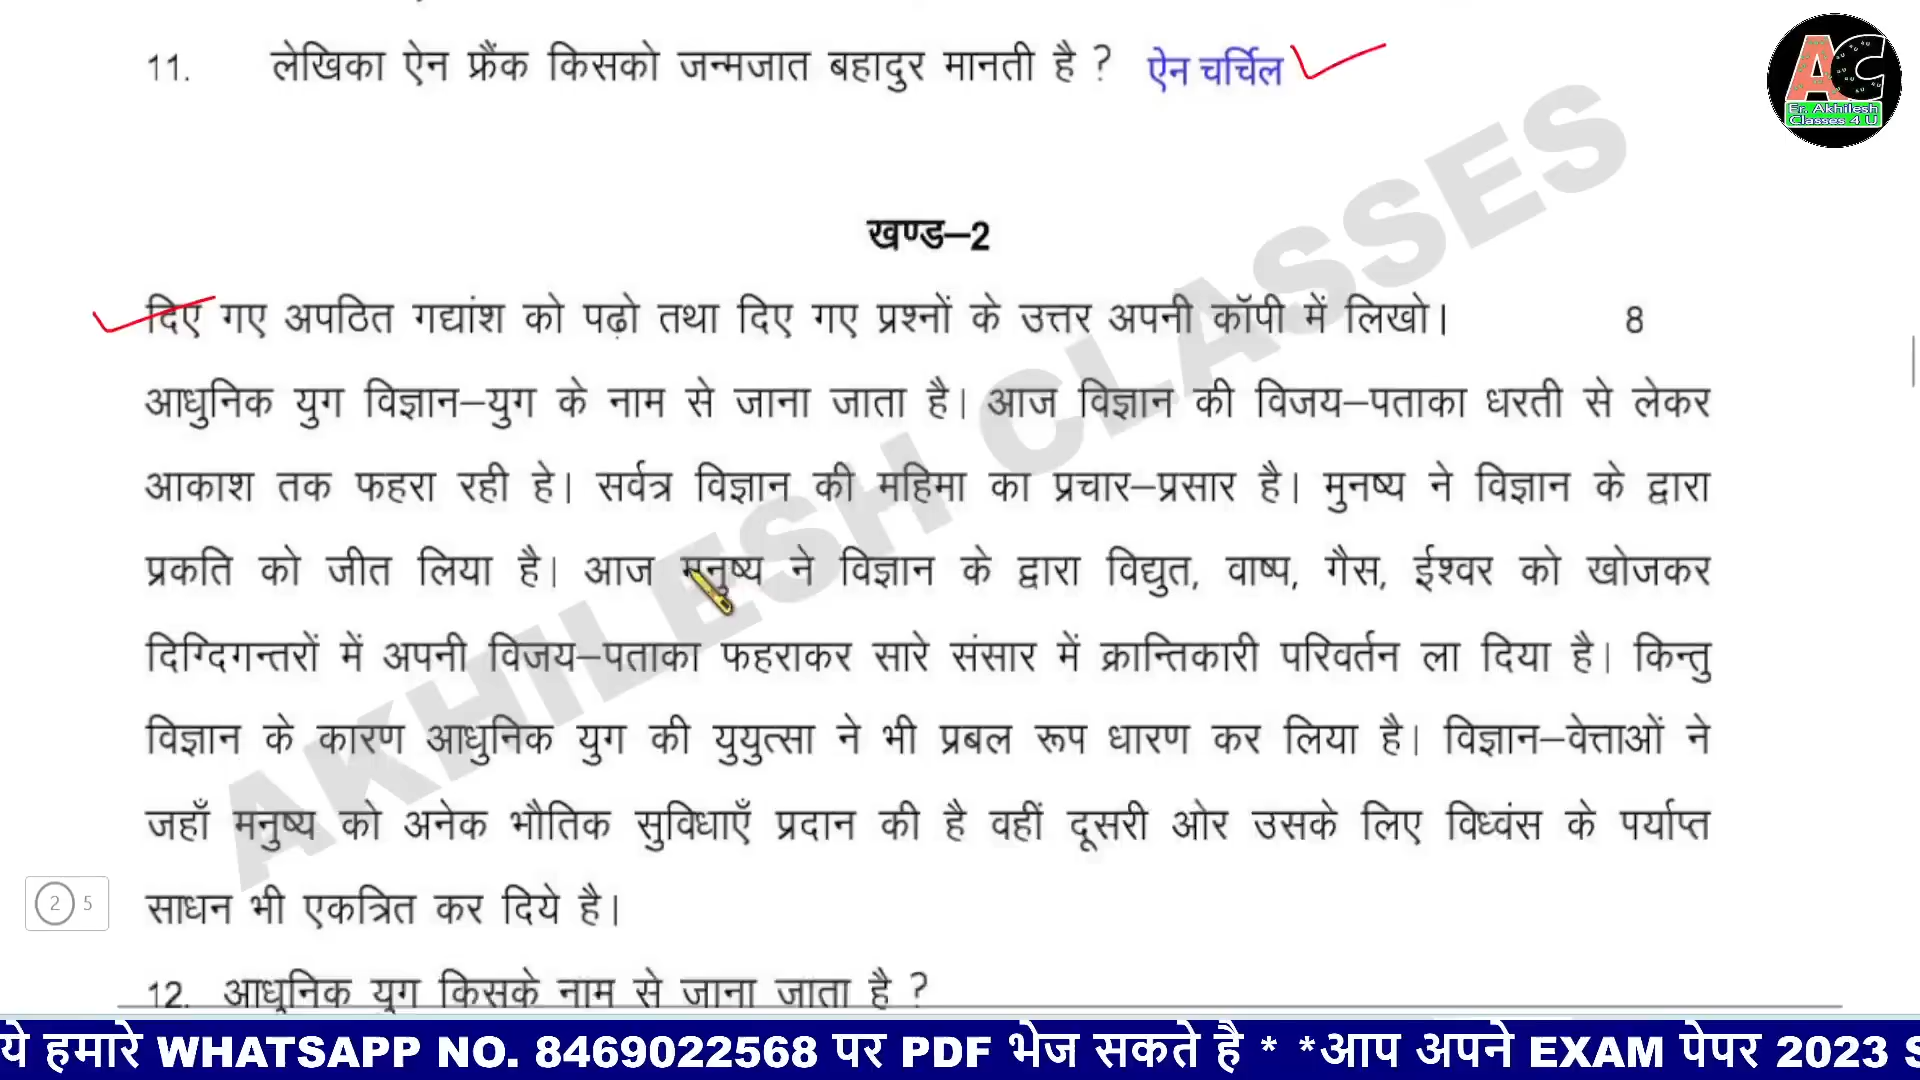 11. लेखिका ऐन फ्रैंक किसको जन्मजात बहादुर मानती है ? ऐन चर्चिल
AC
Er. Akhilesh
Classes 4 U
AKHILESH CLASSES
खण्ड–2
दिए गए अपठित गद्यांश को पढ़ो तथा दिए गए प्रश्नों के उत्तर अपनी कॉपी में लिखो। 8
आधुनिक युग विज्ञान–युग के नाम से जाना जाता है। आज विज्ञान की विजय–पताका धरती से लेकर
आकाश तक फहरा रही हे। सर्वत्र विज्ञान की महिमा का प्रचार–प्रसार है। मुनष्य ने विज्ञान के द्वारा
प्रकति को जीत लिया है। आज मनुष्य ने विज्ञान के द्वारा विद्युत, वाष्प, गैस, ईश्वर को खोजकर
दिग्दिगन्तरों में अपनी विजय–पताका फहराकर सारे संसार में क्रान्तिकारी परिवर्तन ला दिया है। किन्तु
विज्ञान के कारण आधुनिक युग की युयुत्सा ने भी प्रबल रूप धारण कर लिया है। विज्ञान–वेत्ताओं ने
जहाँ मनुष्य को अनेक भौतिक सुविधाएँ प्रदान की है वहीं दूसरी ओर उसके लिए विध्वंस के पर्याप्त
साधन भी एकत्रित कर दिये है।
2 5
12. आधुनिक युग किसके नाम से जाना जाता है ?
ये हमारे WHATSAPP NO. 8469022568 पर PDF भेज सकते है * *आप अपने EXAM पेपर 2023 S